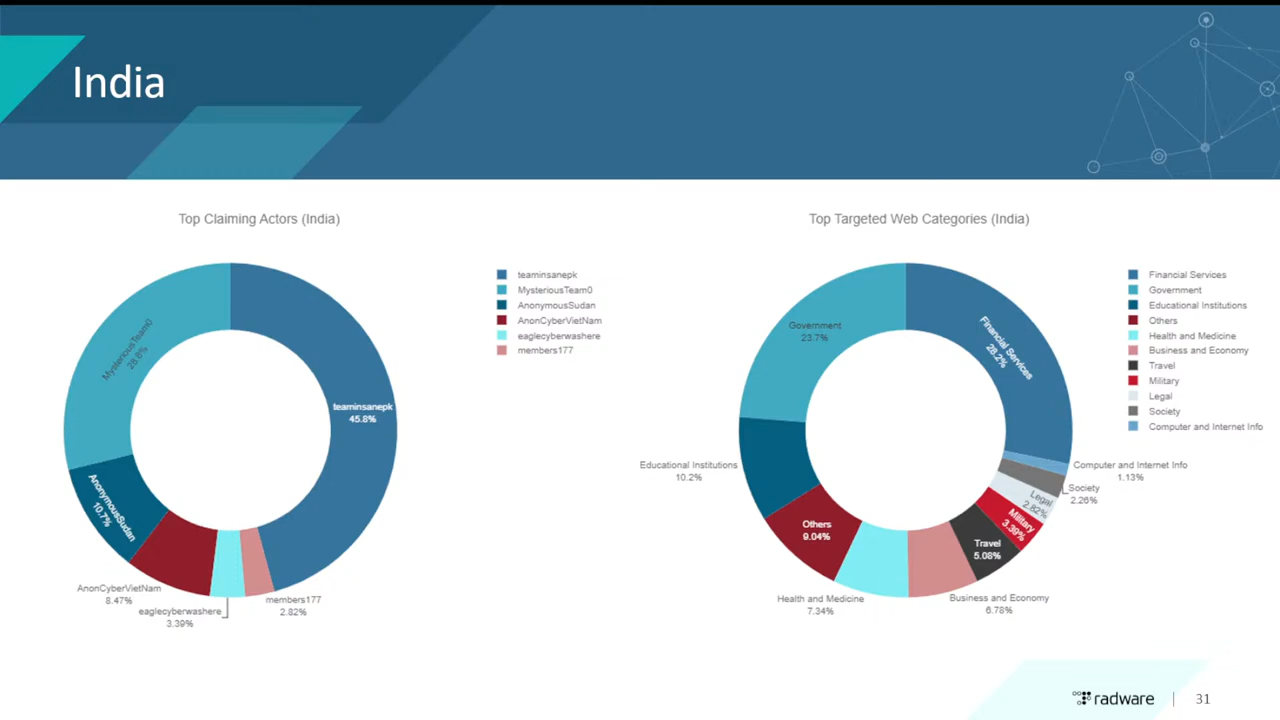 India
Top Claiming Actors (India)
MysteriousTeam0
28.8%
teaminsanepk
45.8%
AnonymousSudan
10.7%
AnonCyberVietNam
8.47%
eaglecyberwashere
3.39%
members177
2.82%
teaminsanepk
MysteriousTeam0
AnonymousSudan
AnonCyberVietNam
eaglecyberwashere
members177
Top Targeted Web Categories (India)
Government
23.7%
Financial Services
28.2%
Educational Institutions
10.2%
Others
9.04%
Health and Medicine
7.34%
Business and Economy
6.78%
Travel
5.08%
Military
3.39%
Legal
2.82%
Society
2.26%
Computer and Internet Info
1.13%
Financial Services
Government
Educational Institutions
Others
Health and Medicine
Business and Economy
Travel
Military
Legal
Society
Computer and Internet Info
radware
31